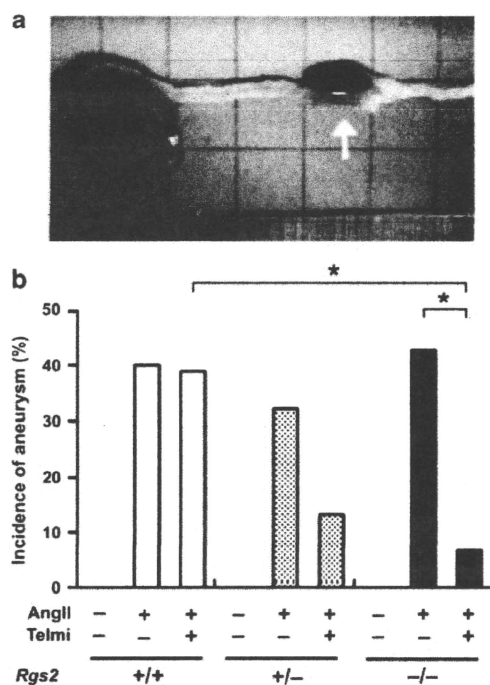 a
b
*
*
Incidence of aneurysm (%)
50
40
30
20
10
0
AngII – + + – + + – + +
Telmi – – + – – + – – +
Rgs2 +/+ +/– –/–